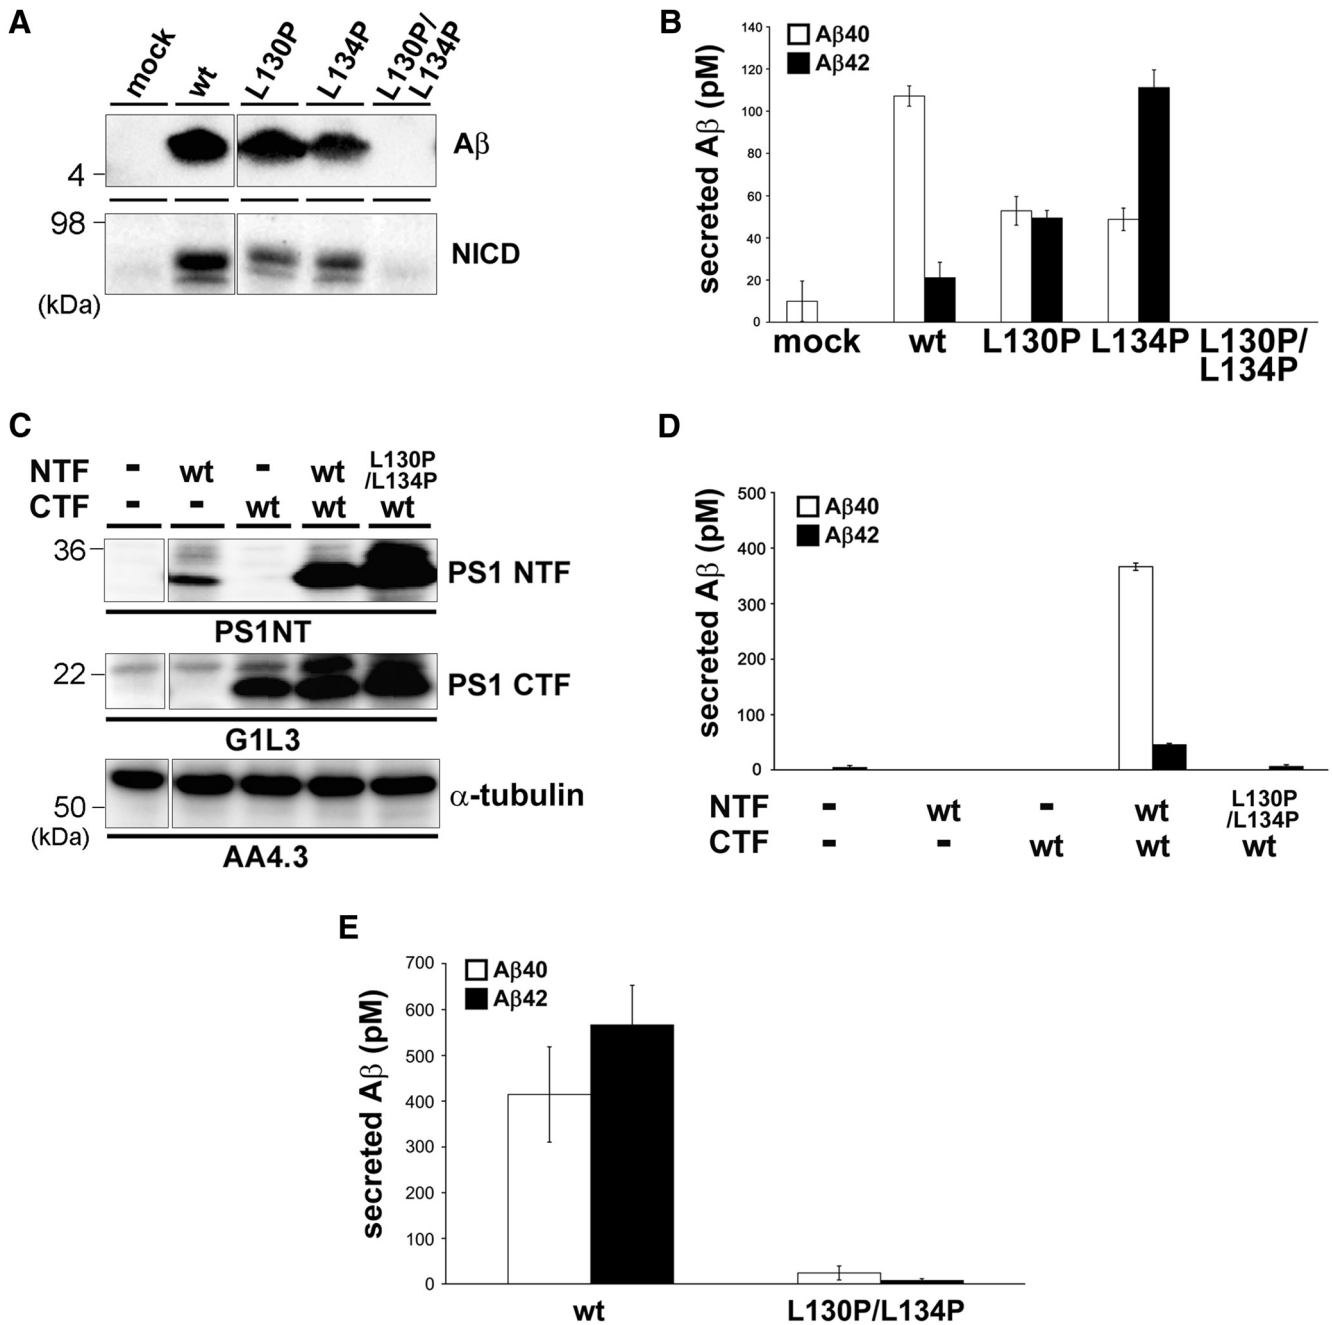 A
mock
wt
L130P
L134P
L130P/
L134P
Aβ
4
98
NICD
(kDa)
B
140
120
100
80
60
40
20
0
secreted Aβ (pM)
Aβ40
Aβ42
mock
wt
L130P
L134P
L130P/
L134P
C
NTF - wt - wt L130P
/L134P
CTF - - wt wt wt
36
PS1 NTF
PS1NT
22
PS1 CTF
G1L3
50
α-tubulin
(kDa)
AA4.3
D
500
400
300
200
100
0
secreted Aβ (pM)
Aβ40
Aβ42
NTF - wt - wt L130P
/L134P
CTF - - wt wt wt
E
700
600
500
400
300
200
100
0
secreted Aβ (pM)
Aβ40
Aβ42
wt
L130P/L134P